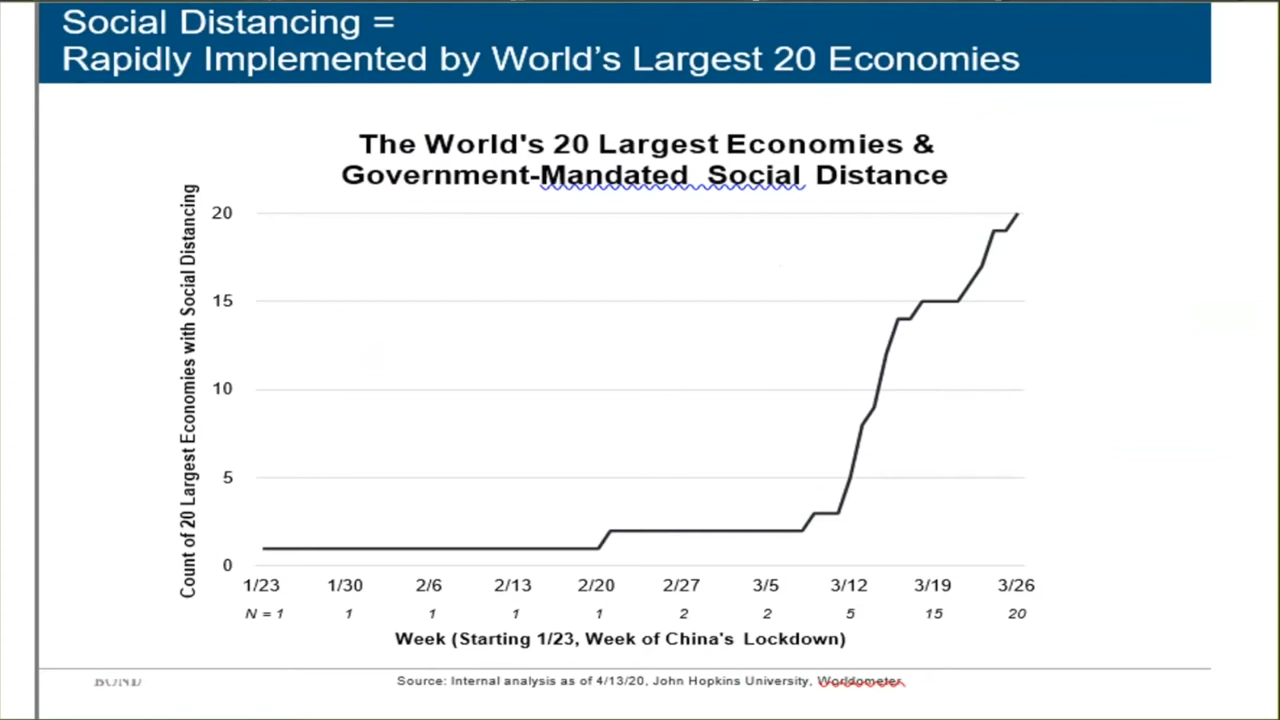 Social Distancing =
Rapidly Implemented by World's Largest 20 Economies
The World's 20 Largest Economies &
Government-Mandated Social Distance
Count of 20 Largest Economies with Social Distancing
20
15
10
5
0
1/23 1/30 2/6 2/13 2/20 2/27 3/5 3/12 3/19 3/26
N = 1 1 1 1 1 2 2 5 15 20
Week (Starting 1/23, Week of China's Lockdown)
BOND
Source: Internal analysis as of 4/13/20, John Hopkins University, Worldometer